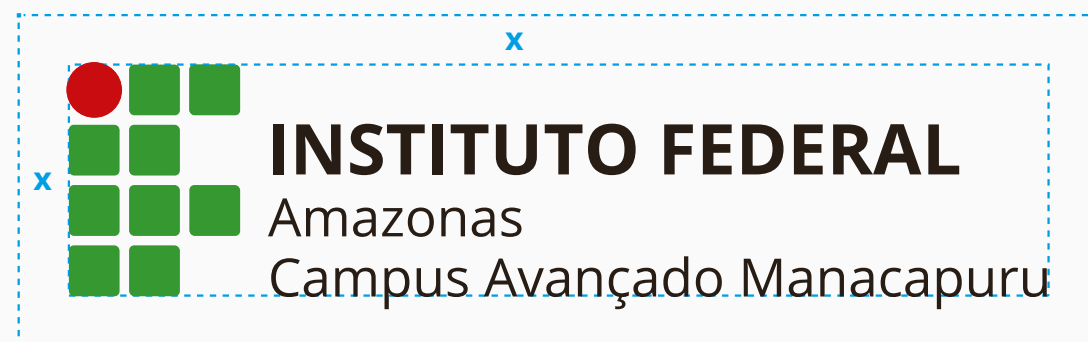 x
x
INSTITUTO FEDERAL
Amazonas
Campus Avançado Manacapuru